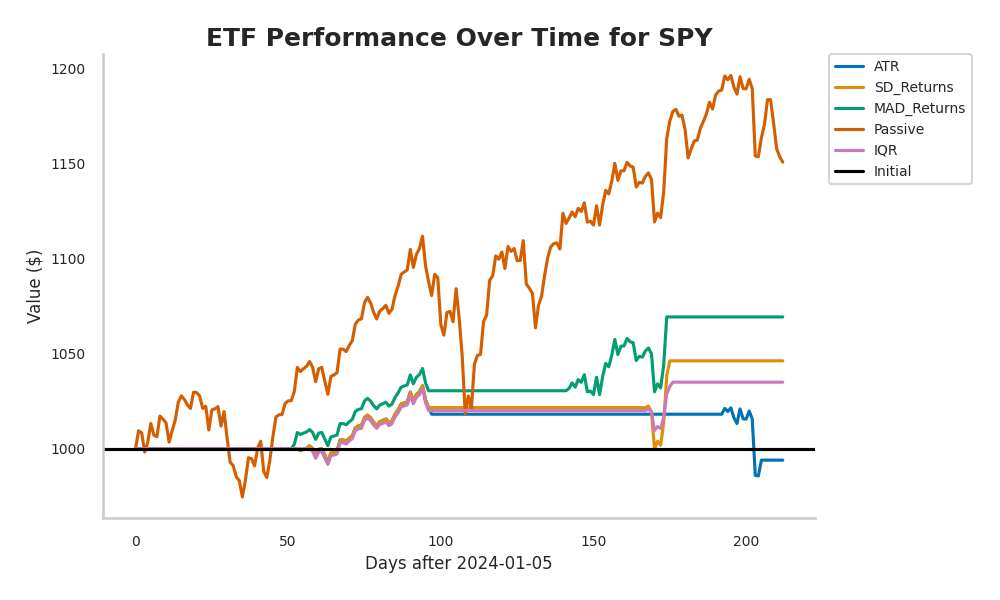 ETF Performance Over Time for SPY
1200
1150
1100
1050
1000
Value ($)
0 50 100 150 200
Days after 2024-01-05
ATR
SD_Returns
MAD_Returns
Passive
IQR
Initial